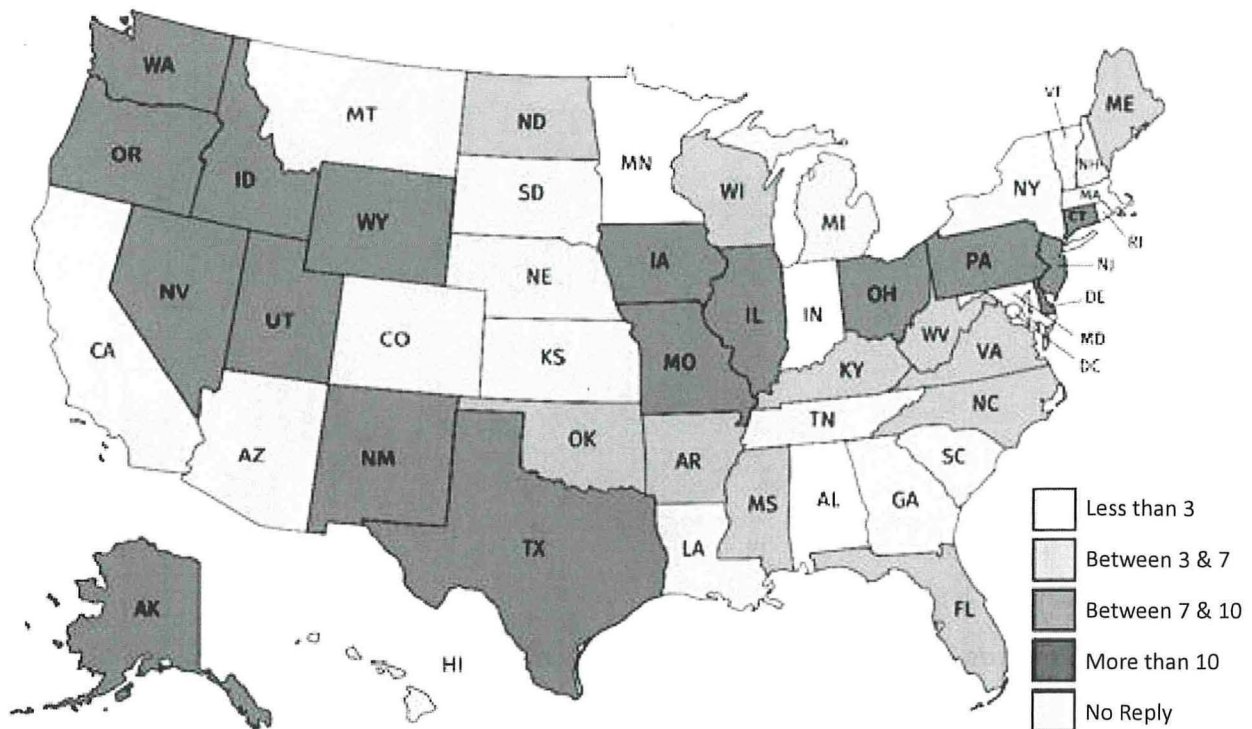 WA
MT
ND
MN
VT
ME
OR
ID
SD
WI
NY
NH
MA
WY
MI
CT
RI
IA
PA
NJ
NE
NV
OH
UT
IL
IN
DE
CO
WV
MD
CA
KS
VA
DC
MO
KY
NC
TN
OK
AZ
NM
AR
SC
MS
AL
GA
TX
LA
AK
FL
HI
Less than 3
Between 3 & 7
Between 7 & 10
More than 10
No Reply